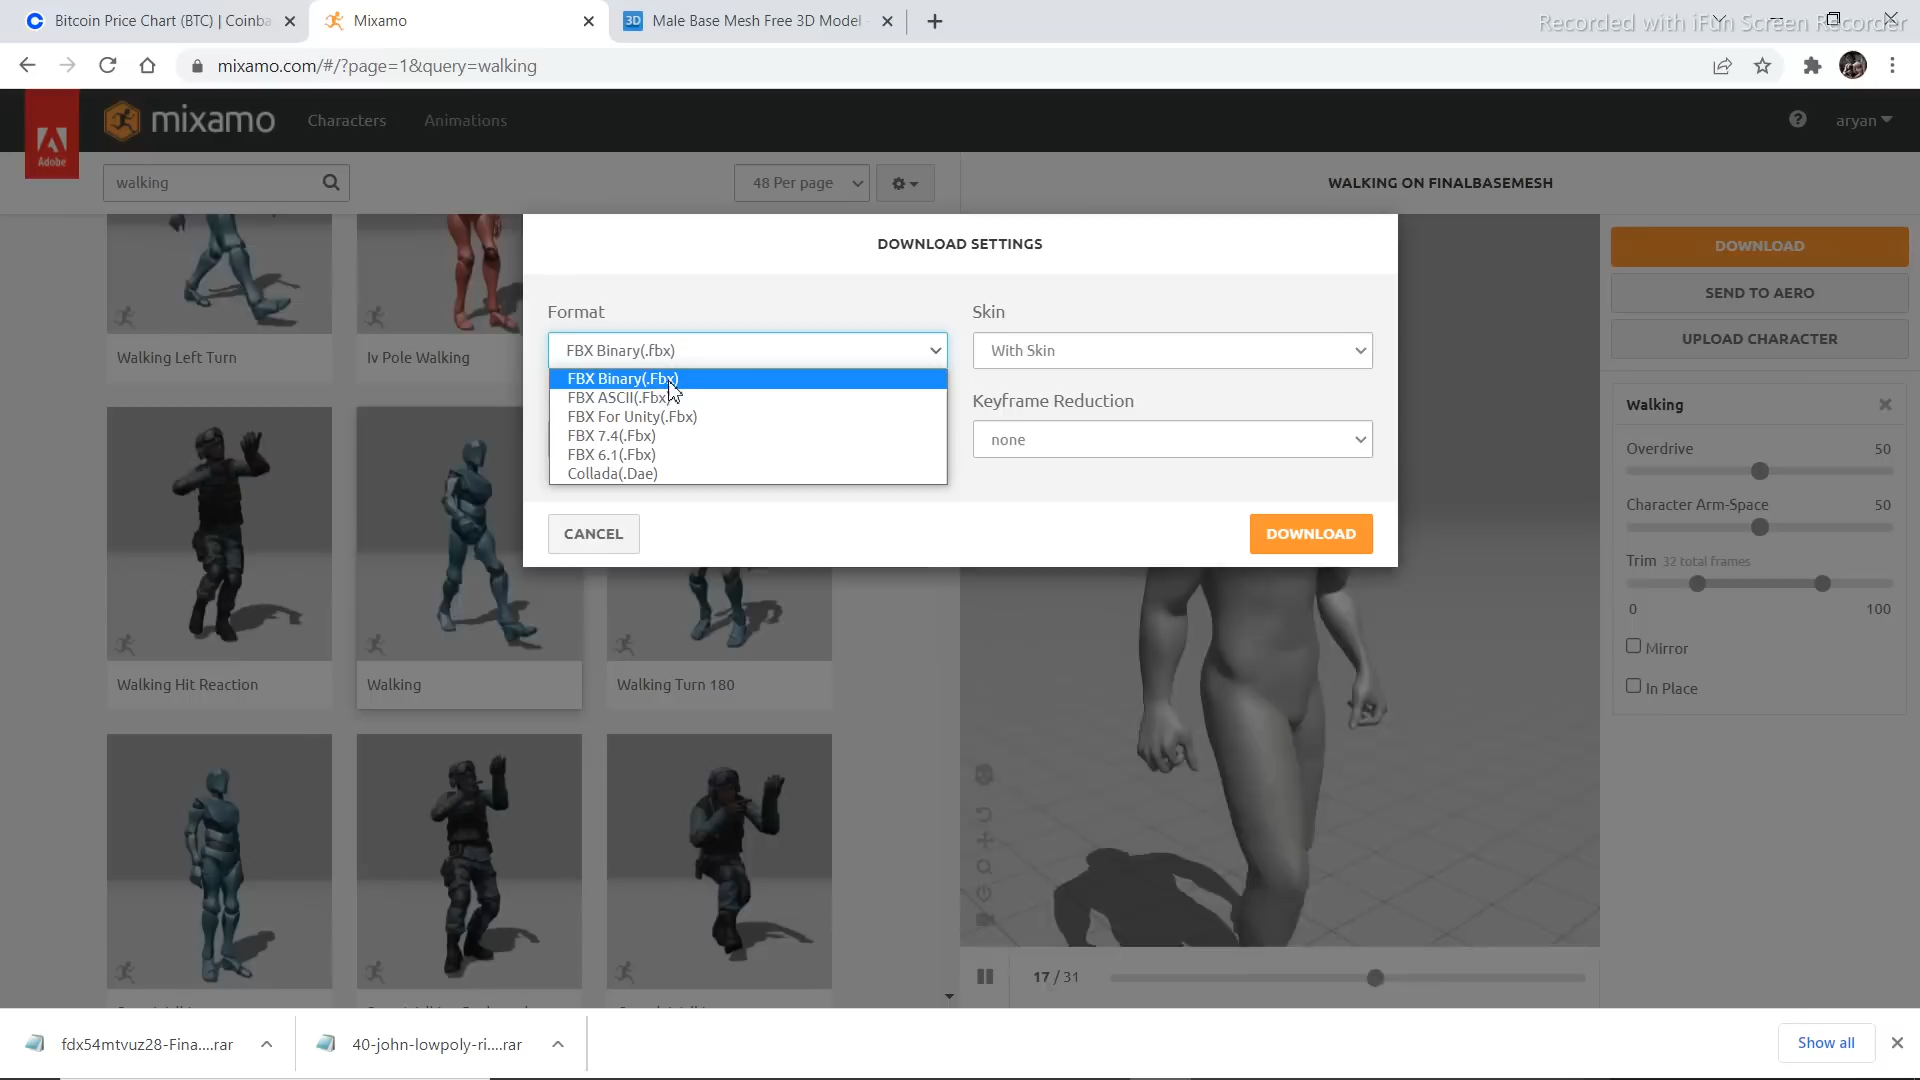 Bitcoin Price Chart (BTC) | Coinba
Mixamo
3D Male Base Mesh Free 3D Model -
Recorded with iFun Screen Recorder
mixamo.com/#/?page=1&query=walking
Adobe
mixamo
Characters
Animations
aryan
walking
48 Per page
WALKING ON FINALBASEMESH
DOWNLOAD SETTINGS
Format
Skin
FBX Binary(.fbx)
With Skin
FBX Binary(.Fbx)
FBX ASCII(.Fbx)
FBX For Unity(.Fbx)
FBX 7.4(.Fbx)
FBX 6.1(.Fbx)
Collada(.Dae)
Keyframe Reduction
none
CANCEL
DOWNLOAD
DOWNLOAD
SEND TO AERO
UPLOAD CHARACTER
Walking
Overdrive 50
Character Arm-Space 50
Trim 32 total frames
0 100
Mirror
In Place
Walking Left Turn
Iv Pole Walking
Walking Hit Reaction
Walking
Walking Turn 180
17 / 31
fdx54mtvuz28-Fina....rar
40-john-lowpoly-ri....rar
Show all